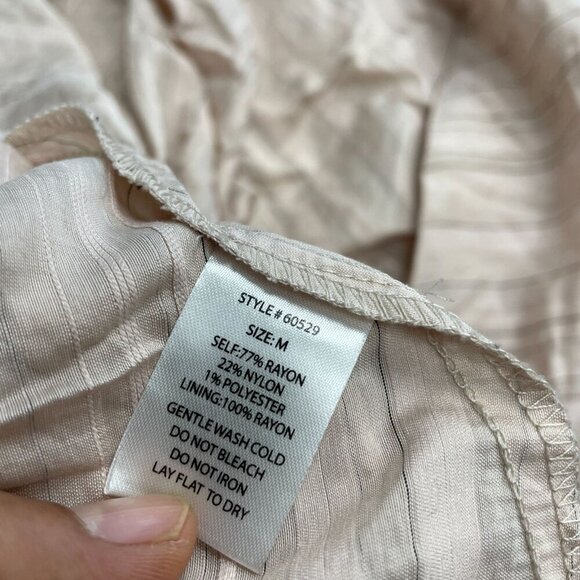 STYLE # 60529
SIZE: M
SELF:77% RAYON
22% NYLON
1% POLYESTER
LINING:100% RAYON
GENTLE WASH COLD
DO NOT BLEACH
DO NOT IRON
LAY FLAT TO DRY